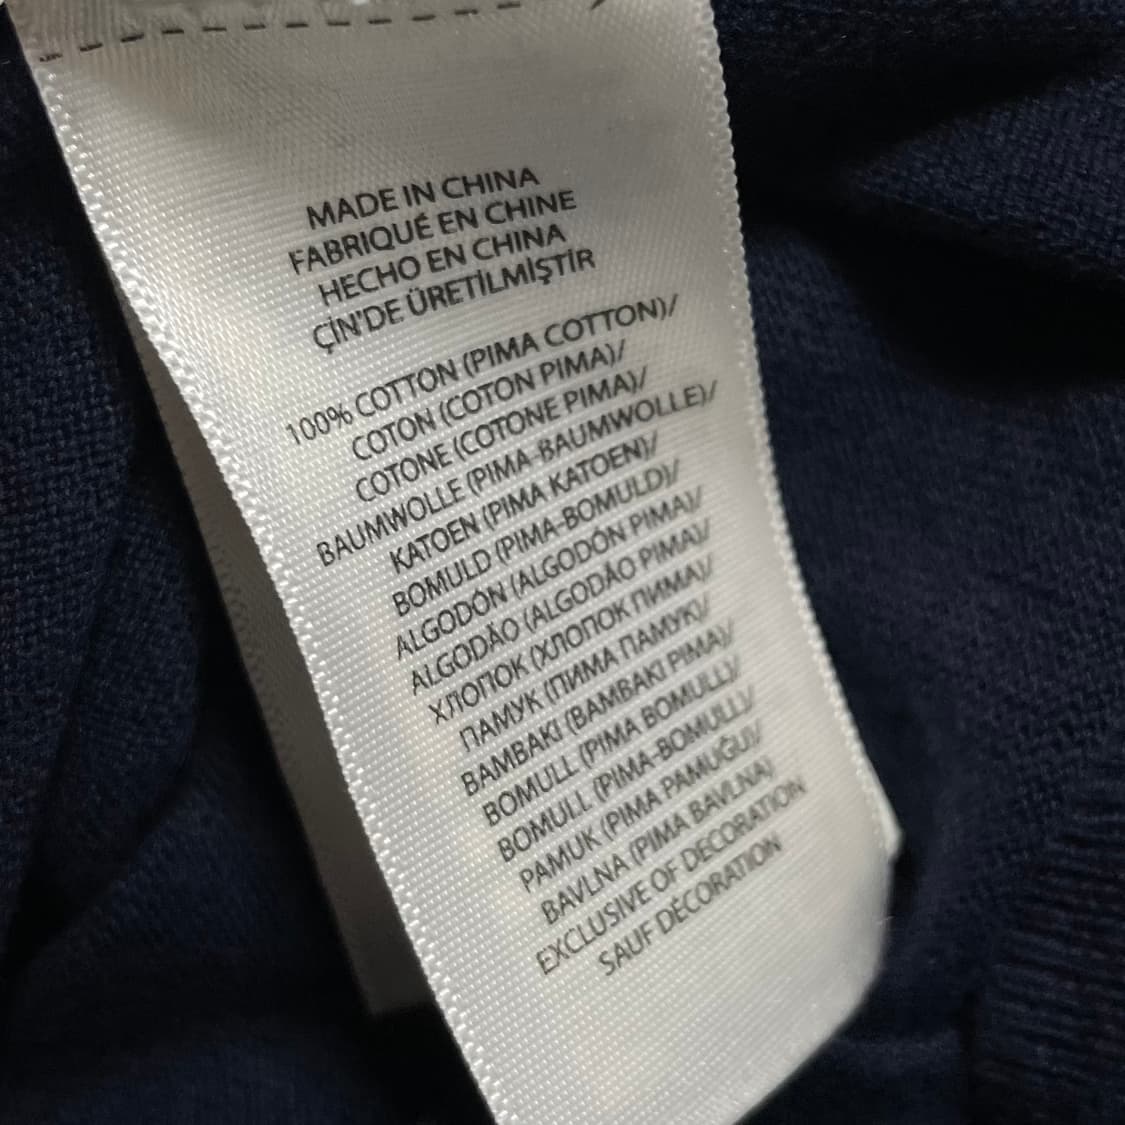 MADE IN CHINA
FABRIQUÉ EN CHINE
HECHO EN CHINA
ÇİN'DE ÜRETİLMİŞTİR
100% COTTON (PIMA COTTON)/
COTON (COTON PIMA)/
COTONE (COTONE PIMA)/
BAUMWOLLE (PIMA-BAUMWOLLE)/
KATOEN (PIMA KATOEN)/
BOMULD (PIMA-BOMULD)/
ALGODÓN (ALGODÓN PIMA)/
ALGODÃO (ALGODÃO PIMA)/
ХЛОПОК (ХЛОПОК ПИМА)/
ПАМУК (ПИМА ПАМУК)/
BAMBAKI (BAMBAKI PIMA)/
BOMULL (PIMA BOMULL)/
BOMULL (PIMA-BOMULL)/
PAMUK (PIMA PAMUĞU)/
BAVLNA (PIMA BAVLNA)
EXCLUSIVE OF DECORATION
SAUF DÉCORATION